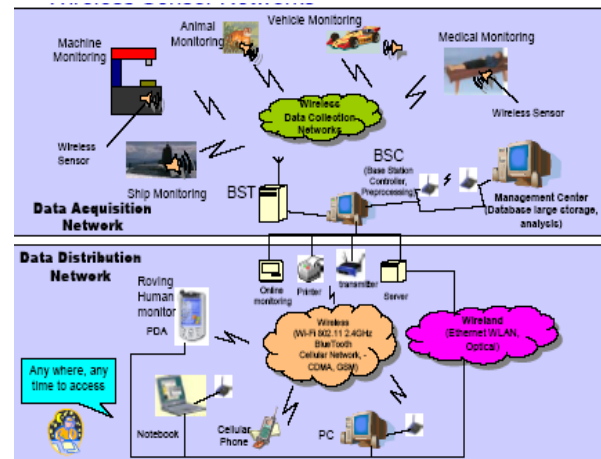 Wireless Sensor Networks
Machine
Monitoring
Animal
Monitoring
Vehicle Monitoring
Medical Monitoring
Wireless Sensor
Wireless
Data Collection
Networks
Wireless
Sensor
Ship Monitoring
BST
BSC
(Base Station
Controller,
Preprocessing)
Management Center
(Database large storage,
analysis)
Data Acquisition
Network
Data Distribution
Network
Online
monitoring
Printer
transmitter
Server
Roving
Human
monitor
PDA
Wireless
(Wi-Fi 802.11 2.4GHz
BlueTooth
Cellular Network, -
CDMA, GSM)
Wireland
(Ethernet WLAN,
Optical)
Any where, any
time to access
Notebook
Cellular
Phone
PC